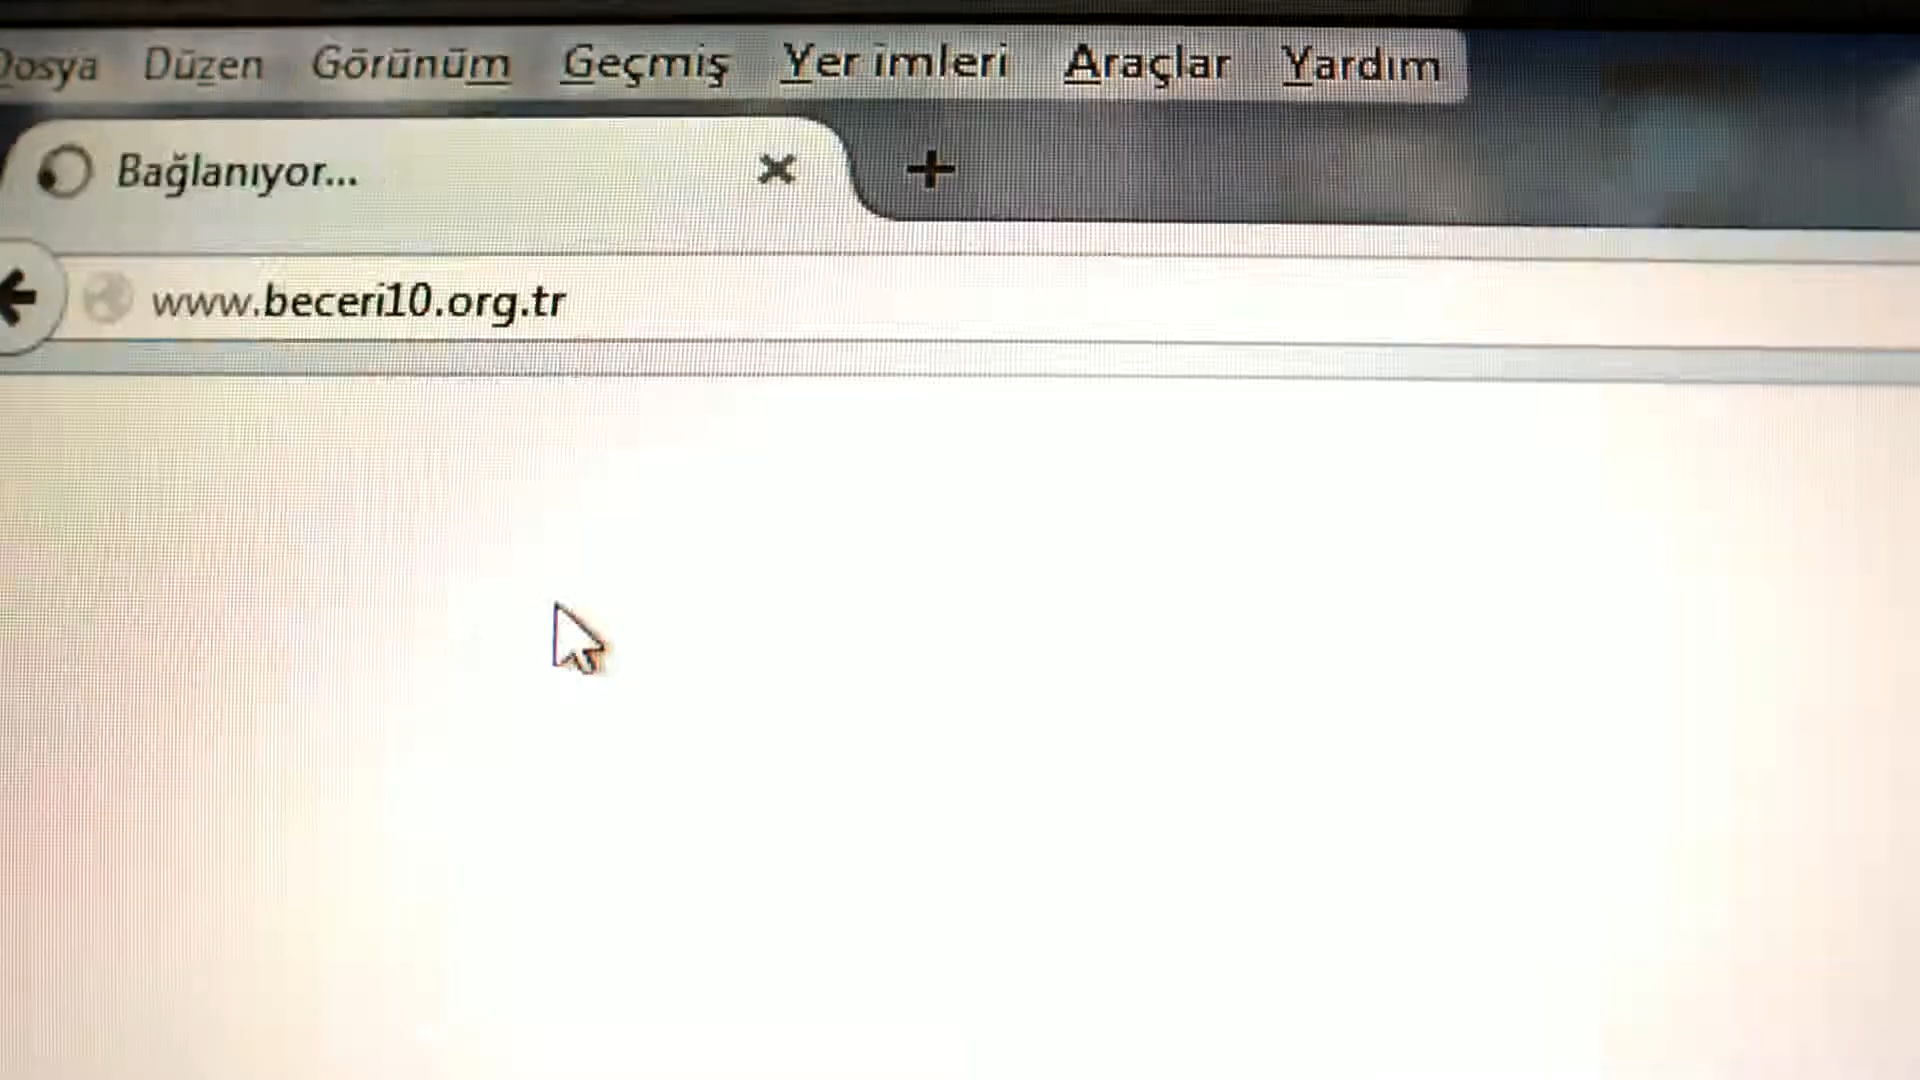 Dosya Düzen Görünüm Geçmiş Yer imleri Araçlar Yardım
Bağlanıyor...
www.beceri10.org.tr